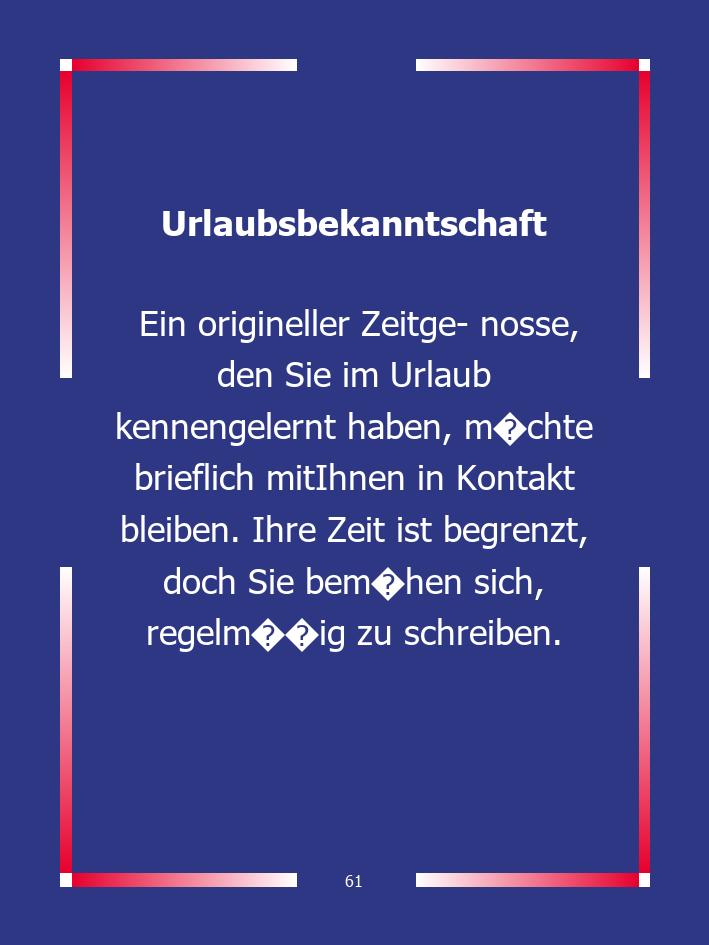 Urlaubsbekanntschaft
Ein origineller Zeitge- nosse,
den Sie im Urlaub
kennengelernt haben, m�chte
brieflich mitIhnen in Kontakt
bleiben. Ihre Zeit ist begrenzt,
doch Sie bem�hen sich,
regelm��ig zu schreiben.
61